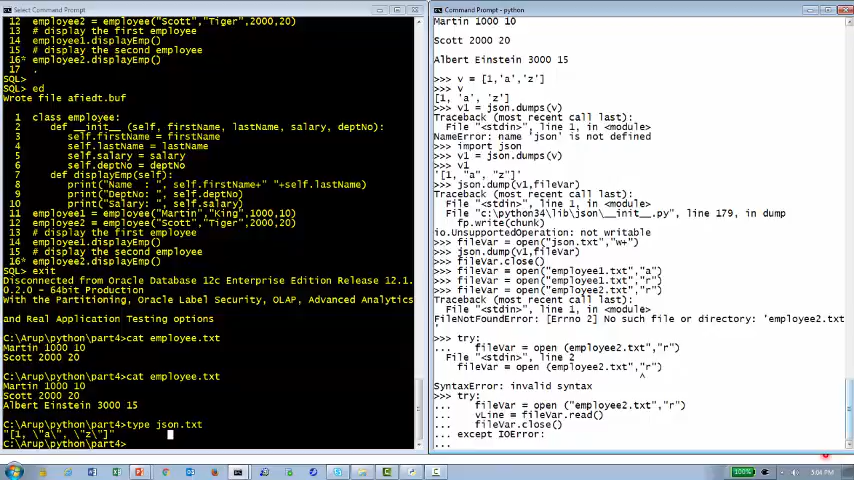 Select Command Prompt
12  employee2 = employee("Scott","Tiger",2000,20)
13  # display the first employee
14  employee1.displayEmp()
15  # display the second employee
16* employee2.displayEmp()
17  .
SQL>
SQL> ed
Wrote file afiedt.buf
1  class employee:
2     def __init__ (self, firstName, lastName, salary, deptNo):
3        self.firstName = firstName
4        self.lastName = lastName
5        self.salary = salary
6        self.deptNo = deptNo
7     def displayEmp(self):
8        print("Name  : ", self.firstName+" "+self.lastName)
9        print("DeptNo: ", self.deptNo)
10        print("Salary: ", self.salary)
11  employee1 = employee("Martin","King",1000,10)
12  employee2 = employee("Scott","Tiger",2000,20)
13  # display the first employee
14  employee1.displayEmp()
15  # display the second employee
16* employee2.displayEmp()
SQL> exit
Disconnected from Oracle Database 12c Enterprise Edition Release 12.1.
0.2.0 - 64bit Production
With the Partitioning, Oracle Label Security, OLAP, Advanced Analytics
and Real Application Testing options
C:\Arup\python\part4>cat employee.txt
Martin 1000 10
Scott 2000 20
C:\Arup\python\part4>cat employee.txt
Martin 1000 10
Scott 2000 20
Albert Einstein 3000 15
C:\Arup\python\part4>type json.txt
"[1, \"a\", \"z\"]"
C:\Arup\python\part4>
Command Prompt - python
Martin 1000 10
Scott 2000 20
Albert Einstein 3000 15
>>> v = [1,'a','z']
>>> v
[1, 'a', 'z']
>>> v1 = json.dumps(v)
Traceback (most recent call last):
File "<stdin>", line 1, in <module>
NameError: name 'json' is not defined
>>> import json
>>> v1 = json.dumps(v)
>>> v1
'[1, "a", "z"]'
>>> json.dump(v1,fileVar)
Traceback (most recent call last):
File "<stdin>", line 1, in <module>
File "c:\python34\lib\json\__init__.py", line 179, in dump
fp.write(chunk)
io.UnsupportedOperation: not writable
>>> fileVar = open("json.txt","w+")
>>> json.dump(v1,fileVar)
>>> fileVar.close()
>>> fileVar = open("employee1.txt","a")
>>> fileVar = open("employee1.txt","r")
>>> fileVar = open("employee2.txt","r")
Traceback (most recent call last):
File "<stdin>", line 1, in <module>
FileNotFoundError: [Errno 2] No such file or directory: 'employee2.txt
'
>>> try:
...     fileVar = open (employee2.txt","r")
File "<stdin>", line 2
fileVar = open (employee2.txt","r")
^
SyntaxError: invalid syntax
>>> try:
...     fileVar = open ("employee2.txt","r")
...     vLine = fileVar.read()
...     fileVar.close()
... except IOError:
...
100%
5:04 PM